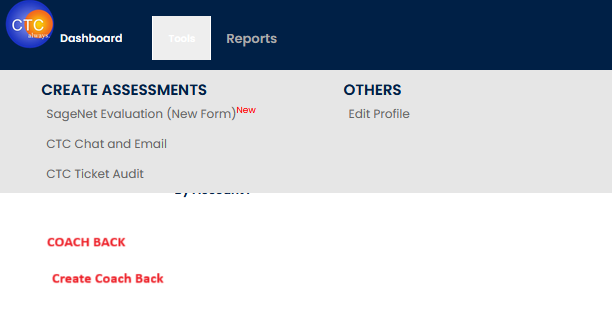 CTC
always.
Dashboard Tools Reports
CREATE ASSESSMENTS OTHERS
SageNet Evaluation (New Form)New Edit Profile
CTC Chat and Email
CTC Ticket Audit
COACH BACK
Create Coach Back